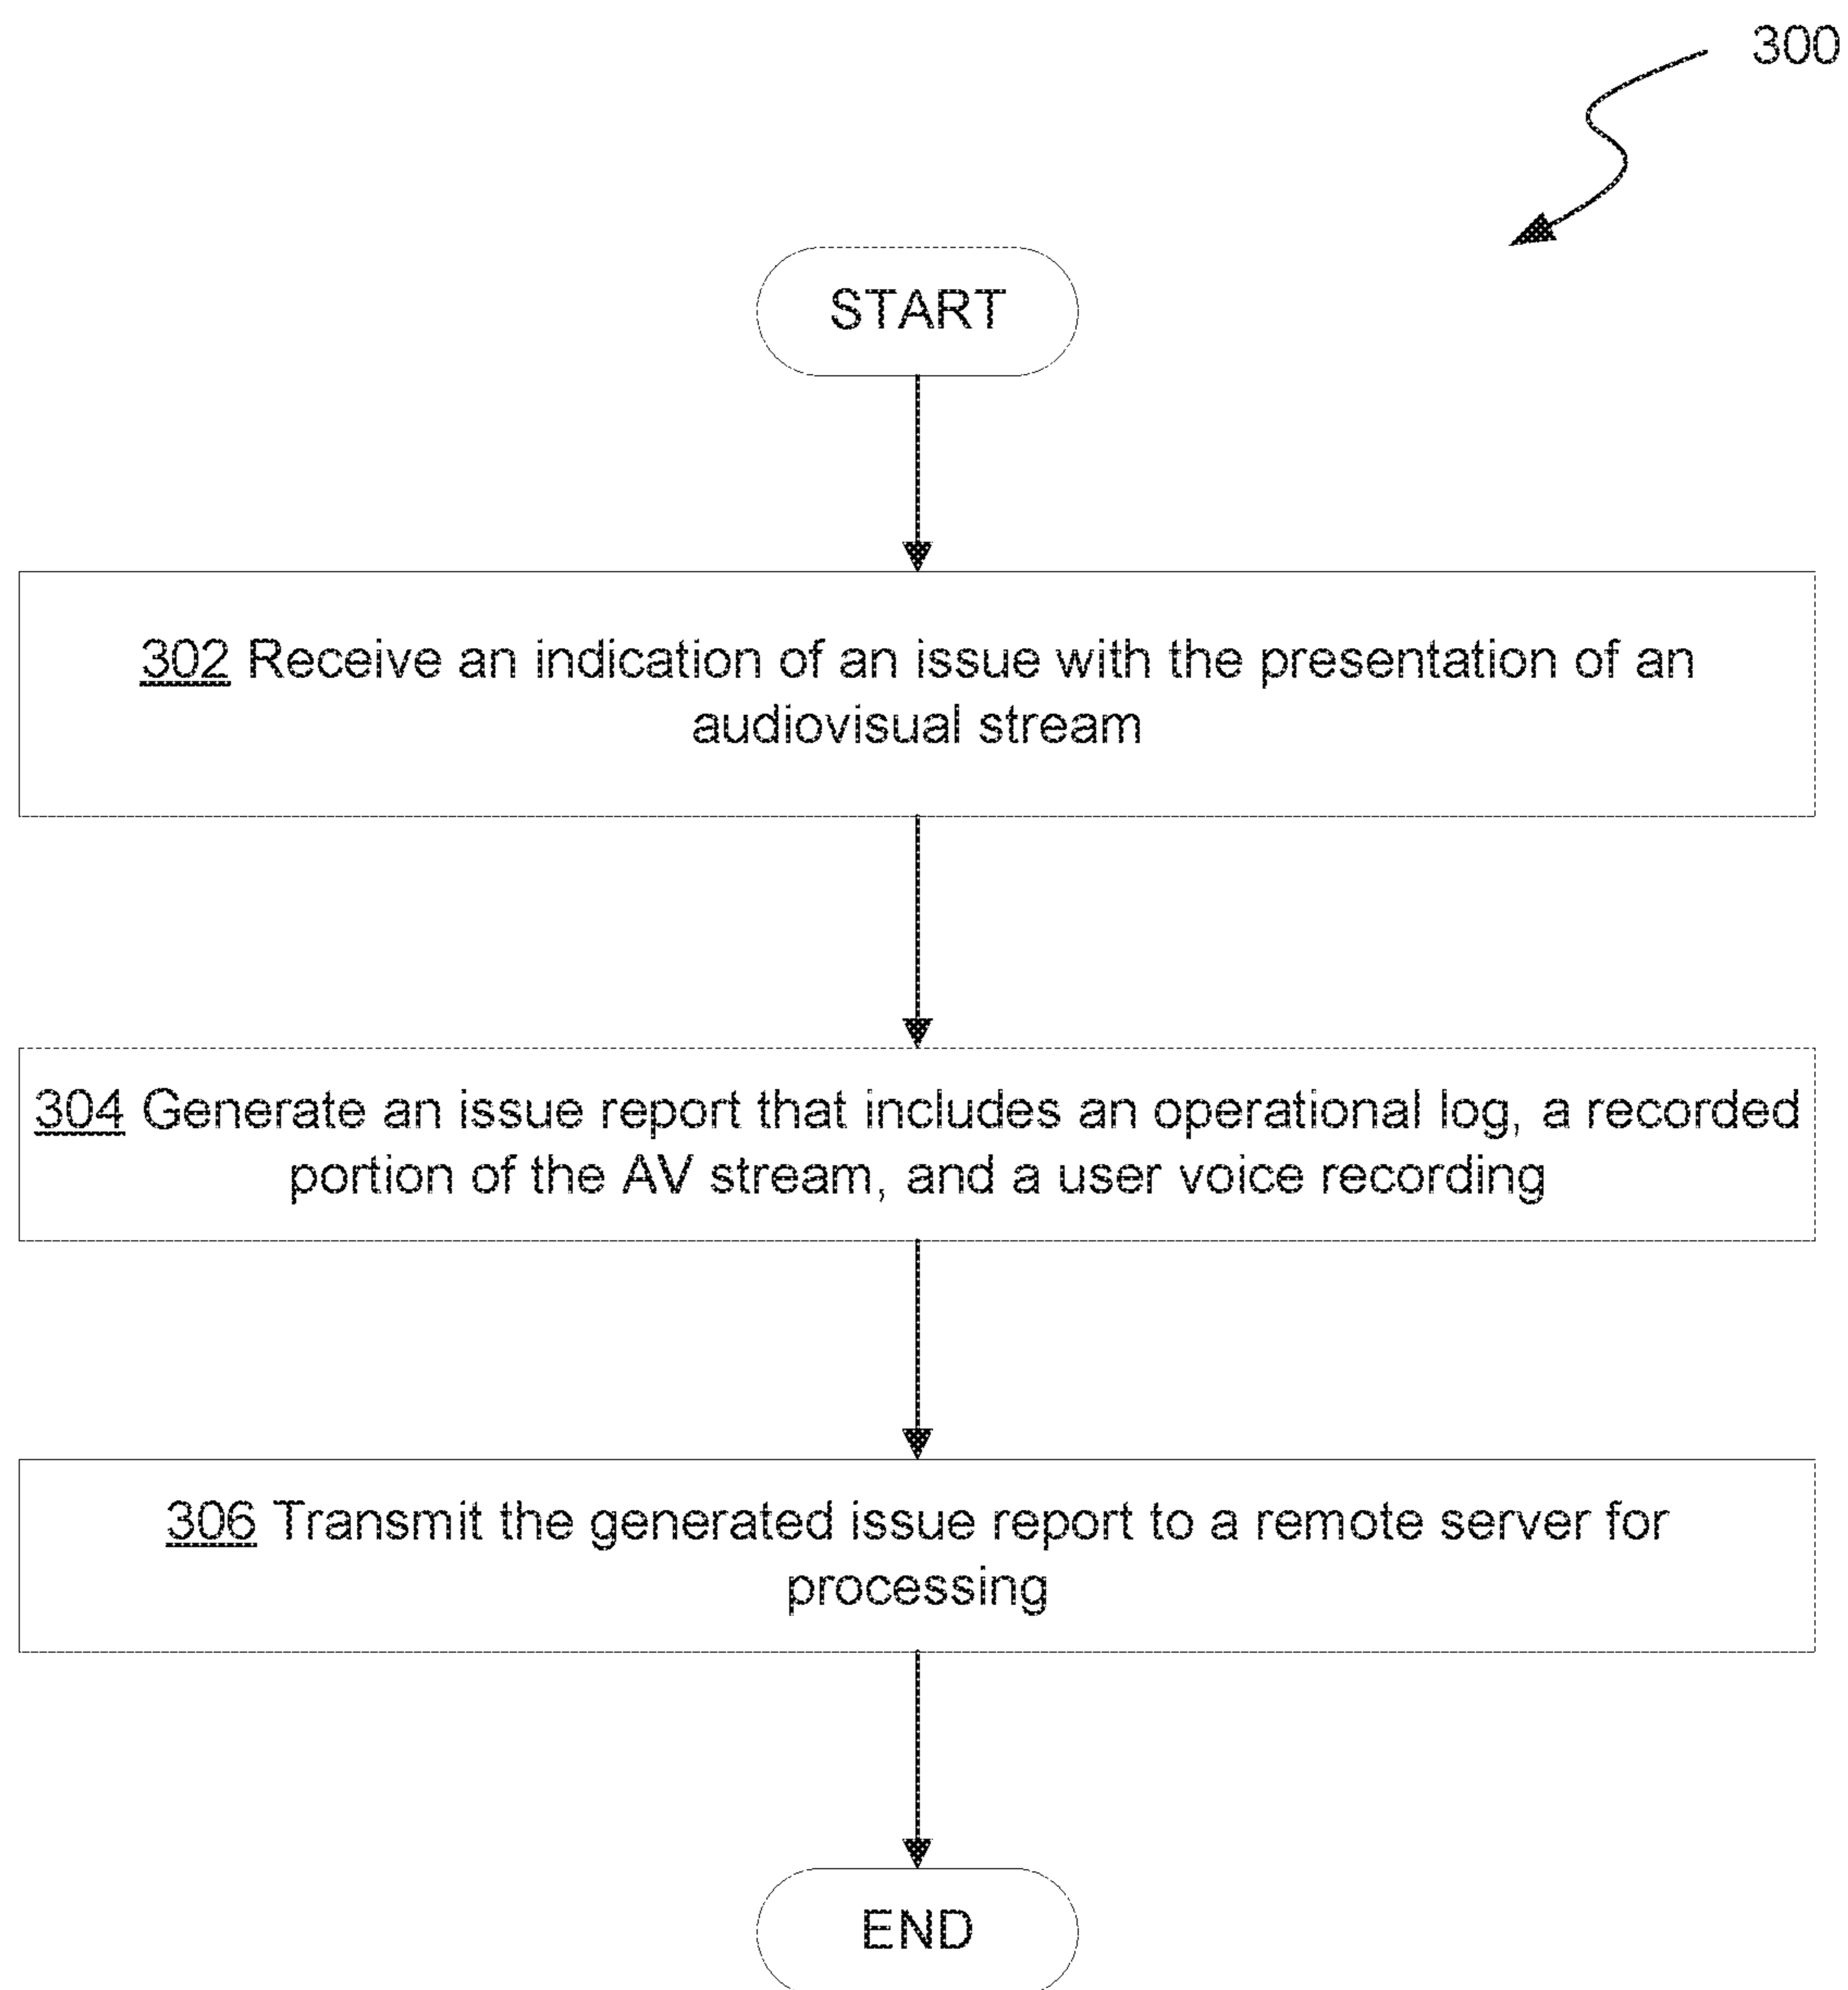 300
START
302 Receive an indication of an issue with the presentation of an
audiovisual stream
304 Generate an issue report that includes an operational log, a recorded
portion of the AV stream, and a user voice recording
306 Transmit the generated issue report to a remote server for
processing
END